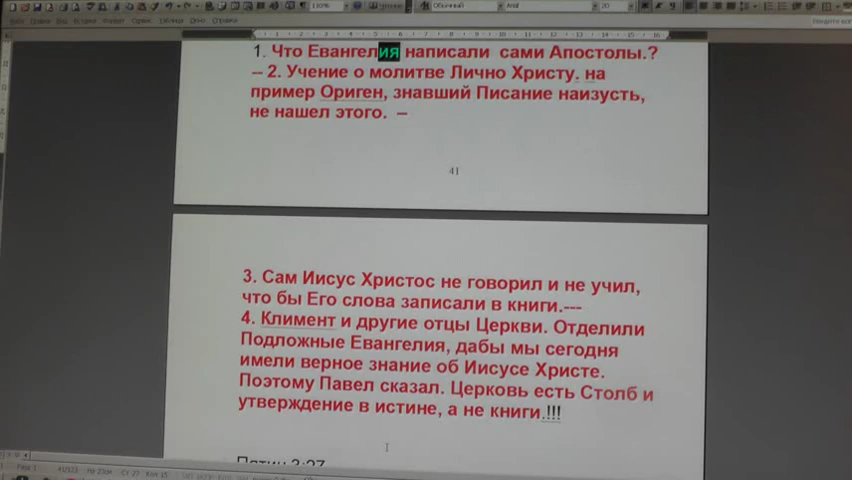 Обычный
Arial
20
1. Что Евангелия написали сами Апостолы.?
-- 2. Учение о молитве Лично Христу. на
пример Ориген, знавший Писание наизусть,
не нашел этого. –
41
3. Сам Иисус Христос не говорил и не учил,
что бы Его слова записали в книги.---
4. Климент и другие отцы Церкви. Отделили
Подложные Евангелия, дабы мы сегодня
имели верное знание об Иисусе Христе.
Поэтому Павел сказал. Церковь есть Столб и
утверждение в истине, а не книги.!!!